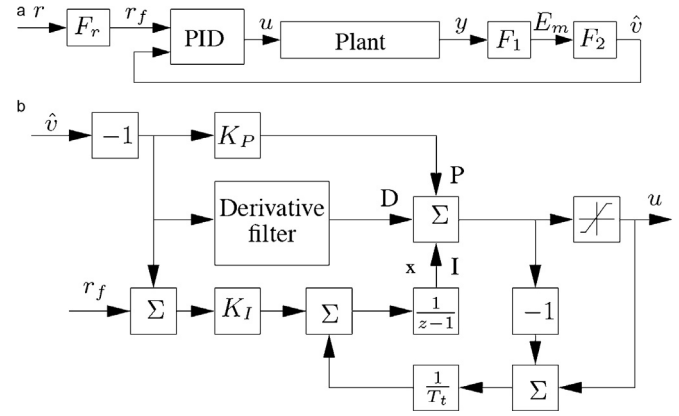 a r F_r r_f PID u Plant y F_1 E_m F_2 v̂
b v̂ −1 K_P
P
Derivative filter D Σ u
x I
r_f Σ K_I Σ 1/(z−1) −1
1/T_t Σ